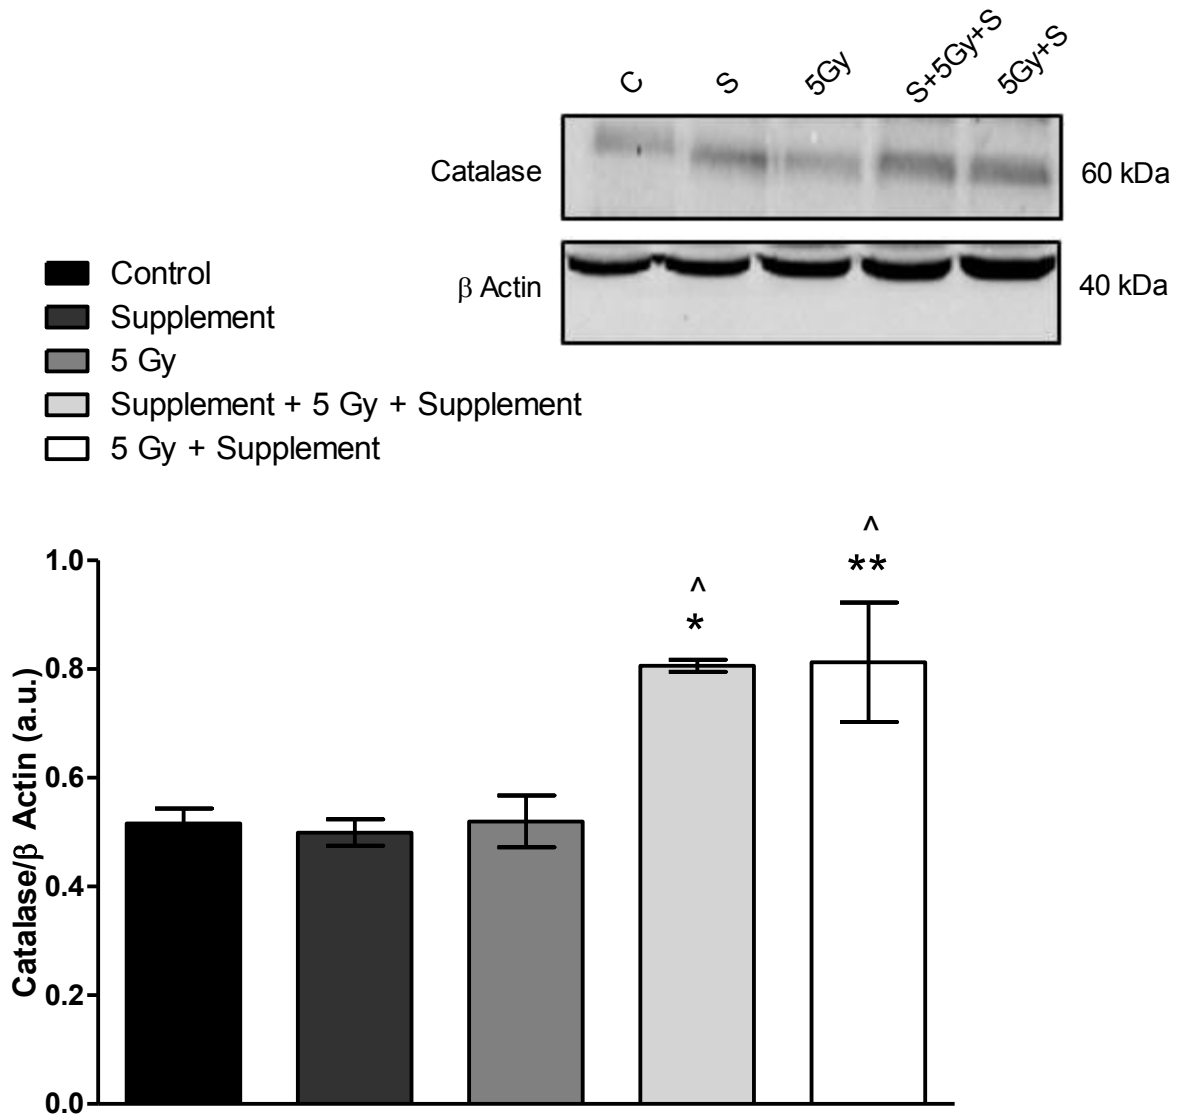 C S 5Gy S+5Gy+S 5Gy+S
Catalase 60 kDa
β Actin 40 kDa
Control
Supplement
5 Gy
Supplement + 5 Gy + Supplement
5 Gy + Supplement
Catalase/β Actin (a.u.)
1.0
0.8
0.6
0.4
0.2
0.0
^
*
^
**